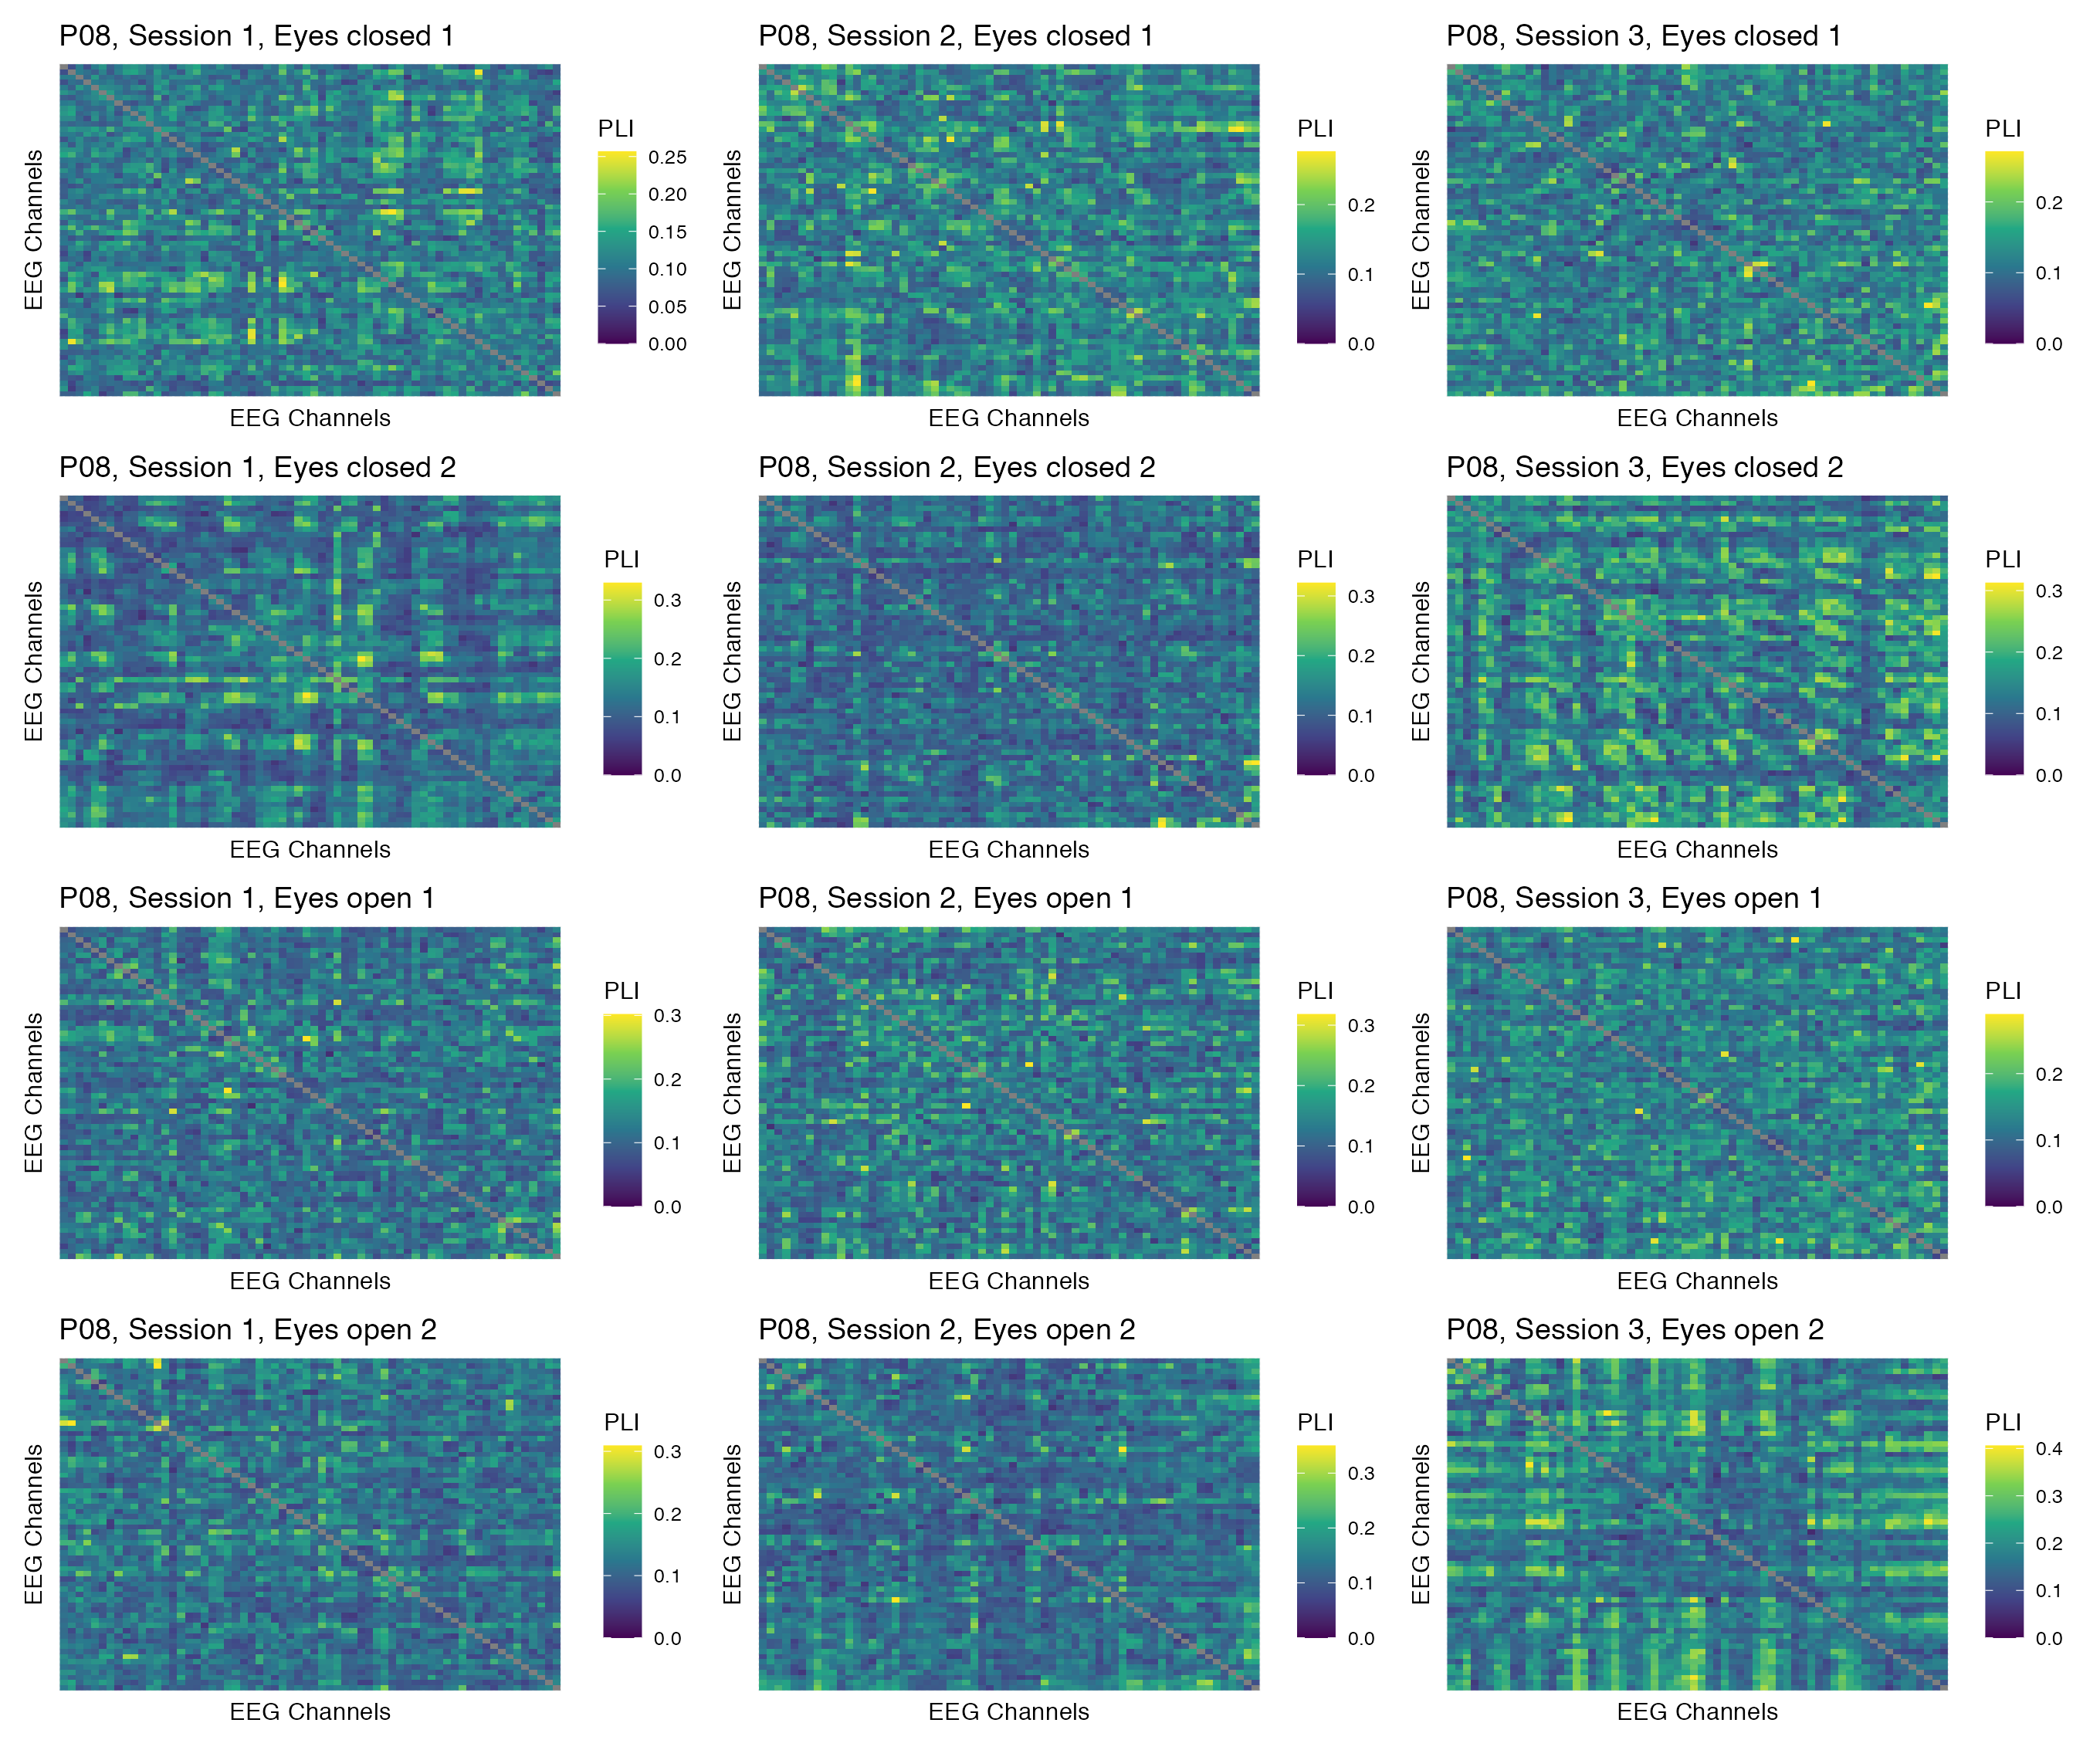 P08, Session 1, Eyes closed 1
EEG Channels
EEG Channels
PLI
0.25
0.20
0.15
0.10
0.05
0.00
P08, Session 2, Eyes closed 1
EEG Channels
EEG Channels
PLI
0.2
0.1
0.0
P08, Session 3, Eyes closed 1
EEG Channels
EEG Channels
PLI
0.2
0.1
0.0
P08, Session 1, Eyes closed 2
EEG Channels
EEG Channels
PLI
0.3
0.2
0.1
0.0
P08, Session 2, Eyes closed 2
EEG Channels
EEG Channels
PLI
0.3
0.2
0.1
0.0
P08, Session 3, Eyes closed 2
EEG Channels
EEG Channels
PLI
0.3
0.2
0.1
0.0
P08, Session 1, Eyes open 1
EEG Channels
EEG Channels
PLI
0.3
0.2
0.1
0.0
P08, Session 2, Eyes open 1
EEG Channels
EEG Channels
PLI
0.3
0.2
0.1
0.0
P08, Session 3, Eyes open 1
EEG Channels
EEG Channels
PLI
0.2
0.1
0.0
P08, Session 1, Eyes open 2
EEG Channels
EEG Channels
PLI
0.3
0.2
0.1
0.0
P08, Session 2, Eyes open 2
EEG Channels
EEG Channels
PLI
0.3
0.2
0.1
0.0
P08, Session 3, Eyes open 2
EEG Channels
EEG Channels
PLI
0.4
0.3
0.2
0.1
0.0